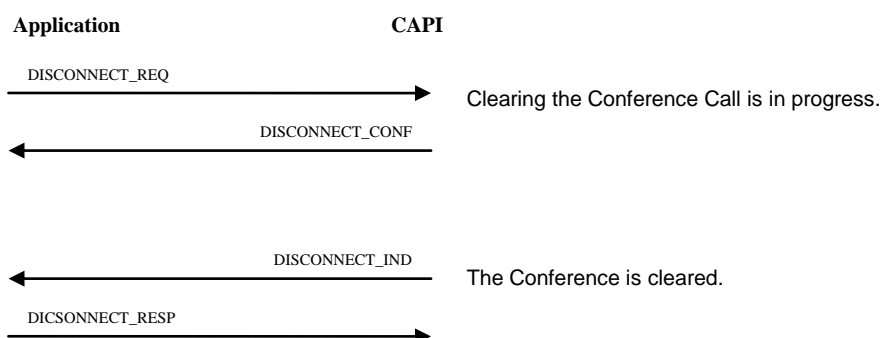 Application CAPI
DISCONNECT_REQ
Clearing the Conference Call is in progress.
DISCONNECT_CONF
DISCONNECT_IND
The Conference is cleared.
DICSONNECT_RESP